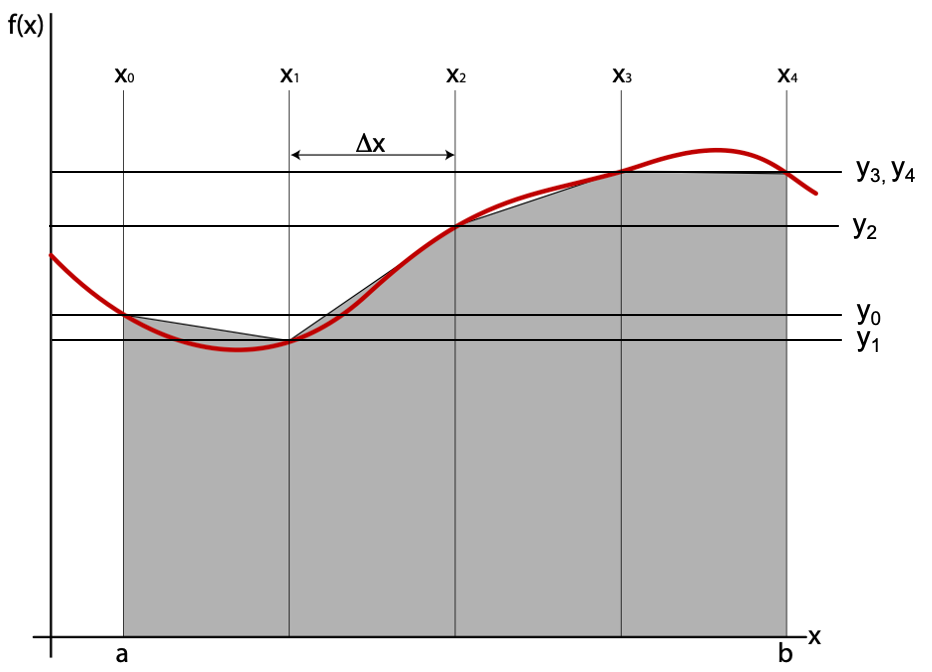 f(x)
x₀ x₁ x₂ x₃ x₄
Δx
y₃, y₄
y₂
y₀
y₁
x
a b